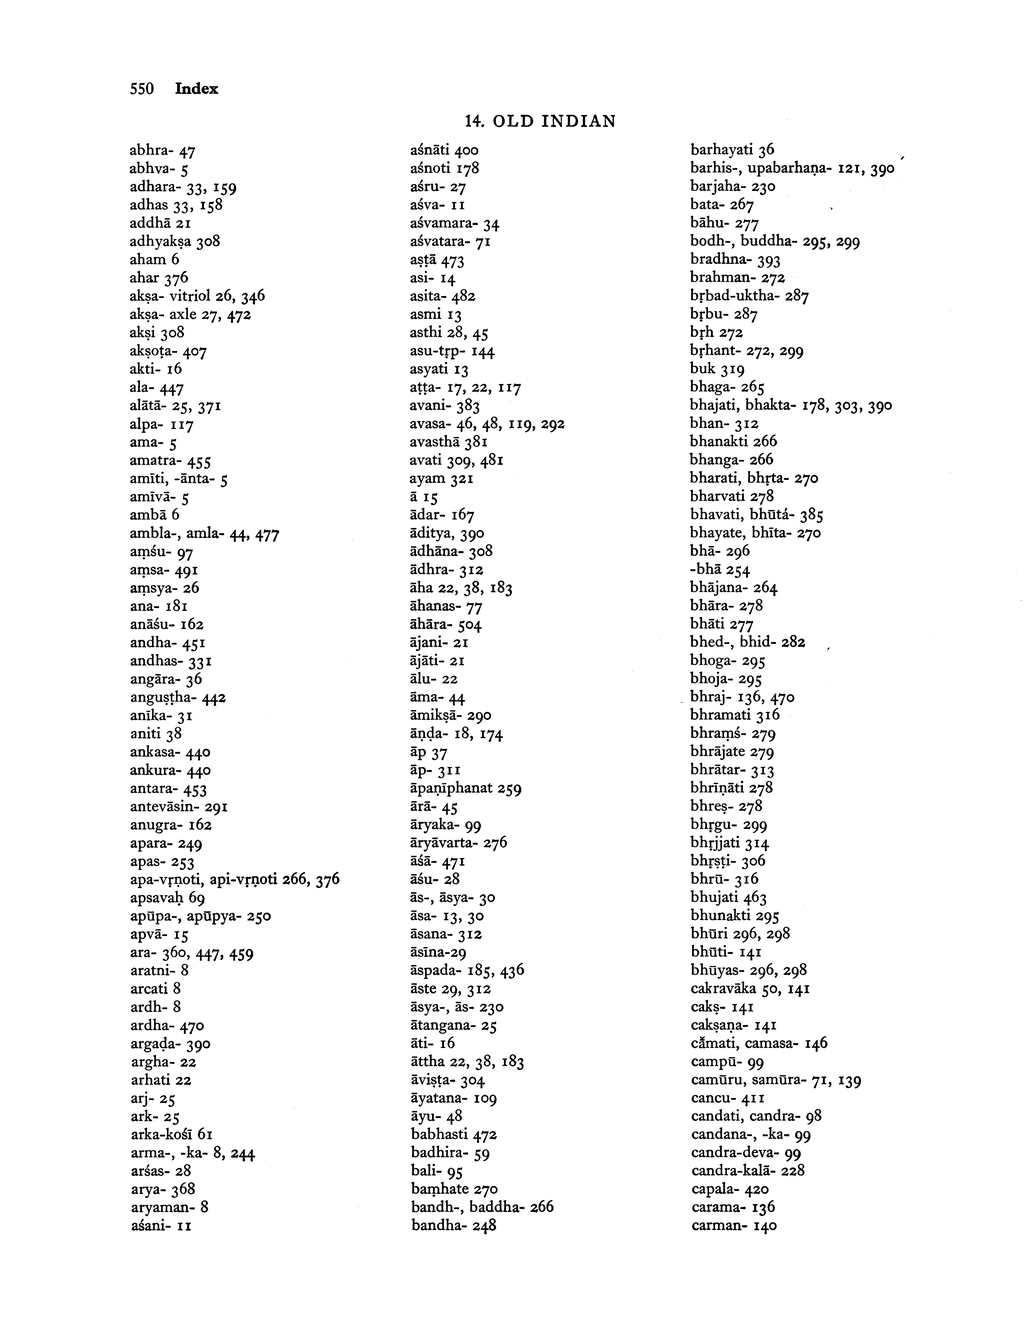 550 Index
14. OLD INDIAN
abhra- 47
abhva- 5
adhara- 33, 159
adhas 33, 158
addhā 21
adhyakṣa 308
aham 6
ahar 376
akṣa- vitriol 26, 346
akṣa- axle 27, 472
akṣi 308
akṣoṭa- 407
akti- 16
ala- 447
alātā- 25, 371
alpa- 117
ama- 5
amatra- 455
amīti, -ānta- 5
amīvā- 5
ambā 6
ambla-, amla- 44, 477
aṃśu- 97
aṃsa- 491
aṃsya- 26
ana- 181
anāśu- 162
andha- 451
andhas- 331
angāra- 36
anguṣṭha- 442
anīka- 31
aniti 38
ankasa- 440
ankura- 440
antara- 453
antevāsin- 291
anugra- 162
apara- 249
apas- 253
apa-vṛṇoti, api-vṛṇoti 266, 376
apsavaḥ 69
apūpa-, apūpya- 250
apvā- 15
ara- 360, 447, 459
aratni- 8
arcati 8
ardh- 8
ardha- 470
argaḍa- 390
argha- 22
arhati 22
arj- 25
ark- 25
arka-kośī 61
arma-, -ka- 8, 244
arśas- 28
arya- 368
aryaman- 8
aśani- 11
aśnāti 400
aśnoti 178
aśru- 27
aśva- 11
aśvamara- 34
aśvatara- 71
aṣṭā 473
asi- 14
asita- 482
asmi 13
asthi 28, 45
asu-tṛp- 144
asyati 13
aṭṭa- 17, 22, 117
avani- 383
avasa- 46, 48, 119, 292
avasthā 381
avati 309, 481
ayam 321
ā 15
ādar- 167
āditya, 390
ādhāna- 308
ādhra- 312
āha 22, 38, 183
āhanas- 77
āhāra- 504
ājani- 21
ājāti- 21
ālu- 22
āma- 44
āmikṣā- 290
āṇḍa- 18, 174
āp 37
āp- 311
āpaṇīphanat 259
ārā- 45
āryaka- 99
āryāvarta- 276
āśā- 471
āśu- 28
ās-, āsya- 30
āsa- 13, 30
āsana- 312
āsīna-29
āspada- 185, 436
āste 29, 312
āsya-, ās- 230
ātangana- 25
āti- 16
āttha 22, 38, 183
āviṣṭa- 304
āyatana- 109
āyu- 48
babhasti 472
badhira- 59
bali- 95
baṃhate 270
bandh-, baddha- 266
bandha- 248
barhayati 36
barhis-, upabarhaṇa- 121, 390
barjaha- 230
bata- 267
bāhu- 277
bodh-, buddha- 295, 299
bradhna- 393
brahman- 272
bṛbad-uktha- 287
bṛbu- 287
bṛh 272
bṛhant- 272, 299
buk 319
bhaga- 265
bhajati, bhakta- 178, 303, 390
bhan- 312
bhanakti 266
bhanga- 266
bharati, bhṛta- 270
bharvati 278
bhavati, bhūtá- 385
bhayate, bhīta- 270
bhā- 296
-bhā 254
bhājana- 264
bhāra- 278
bhāti 277
bhed-, bhid- 282
bhoga- 295
bhoja- 295
bhraj- 136, 470
bhramati 316
bhraṃś- 279
bhrājate 279
bhrātar- 313
bhrīṇāti 278
bhreṣ- 278
bhṛgu- 299
bhṛjjati 314
bhṛṣṭi- 306
bhrū- 316
bhujati 463
bhunakti 295
bhūri 296, 298
bhūti- 141
bhūyas- 296, 298
cakravāka 50, 141
cakṣ- 141
cakṣaṇa- 141
cā̆mati, camasa- 146
campū- 99
camūru, samūra- 71, 139
cancu- 411
candati, candra- 98
candana-, -ka- 99
candra-deva- 99
candra-kalā- 228
capala- 420
carama- 136
carman- 140